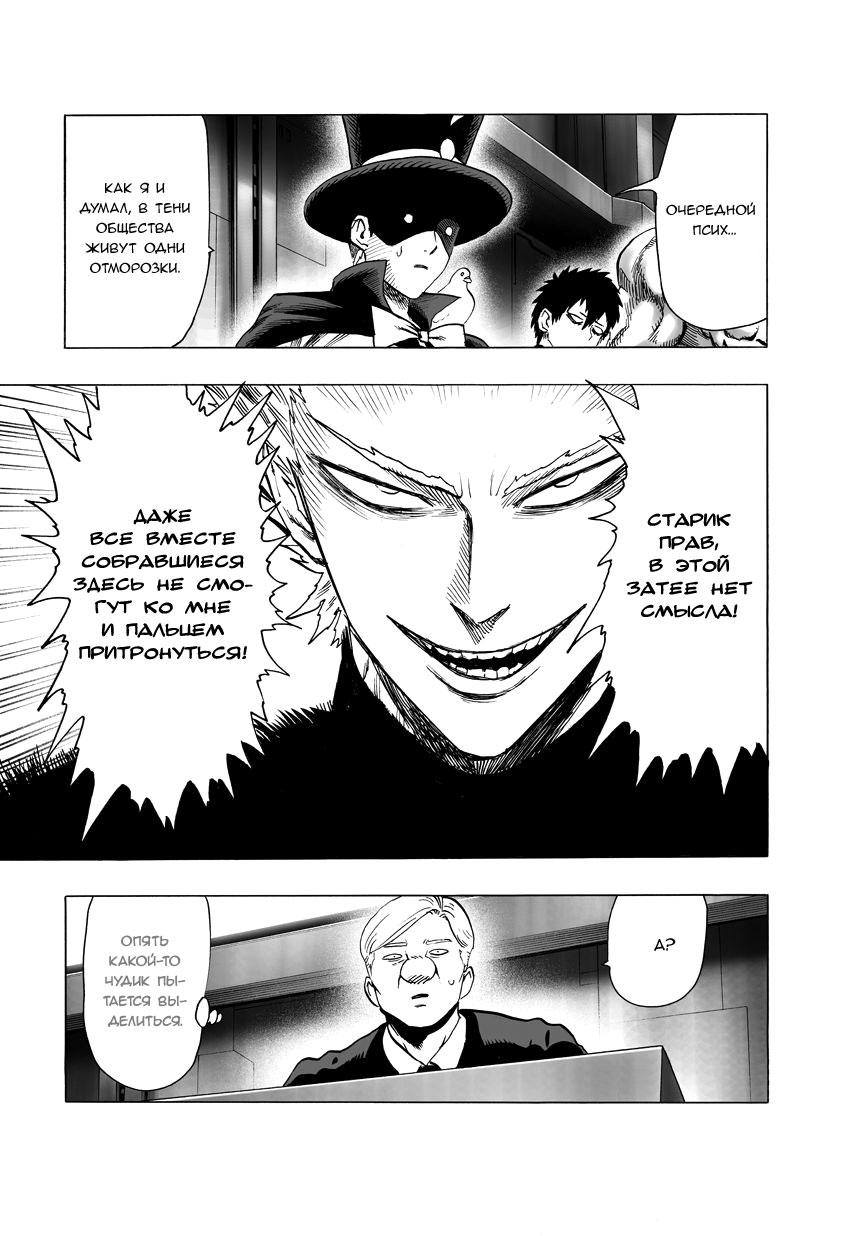 ОЧЕРЕДНОЙ
ПСИХ...
КАК Я И
ДУМАЛ, В ТЕНИ
ОБЩЕСТВА
ЖИВУТ ОДНИ
ОТМОРОЗКИ.
СТАРИК
ПРАВ,
В ЭТОЙ
ЗАТЕЕ НЕТ
СМЫСЛА!
ДАЖЕ
ВСЕ ВМЕСТЕ
СОБРАВШИЕСЯ
ЗДЕСЬ НЕ СМО-
ГУТ КО МНЕ
И ПАЛЬЦЕМ
ПРИТРОНУТЬСЯ!
А?
ОПЯТЬ
КАКОЙ-ТО
ЧУДИК ПЫ-
ТАЕТСЯ ВЫ-
ДЕЛИТЬСЯ.